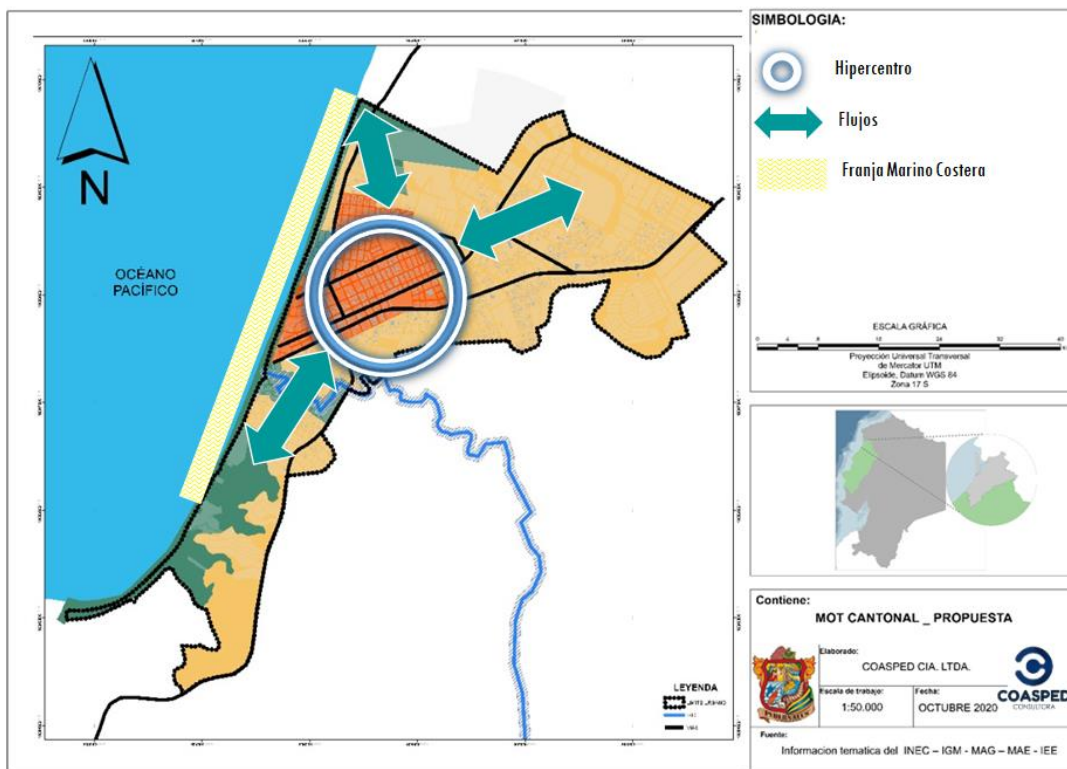 SIMBOLOGIA:
Hipercentro
Flujos
Franja Marino Costera
N
OCÉANO
PACÍFICO
ESCALA GRÁFICA
Proyección Universal Transversal
de Mercator UTM
Elipsoide, Datum WGS 84
Zona 17 S
LEYENDA
Contiene:
MOT CANTONAL _ PROPUESTA
Elaborado:
COASPED CIA. LTDA.
Escala de trabajo:
1:50.000
Fecha:
OCTUBRE 2020
COASPED
CONSULTORA
Fuente:
Informacion tematica del INEC – IGM - MAG – MAE - IEE